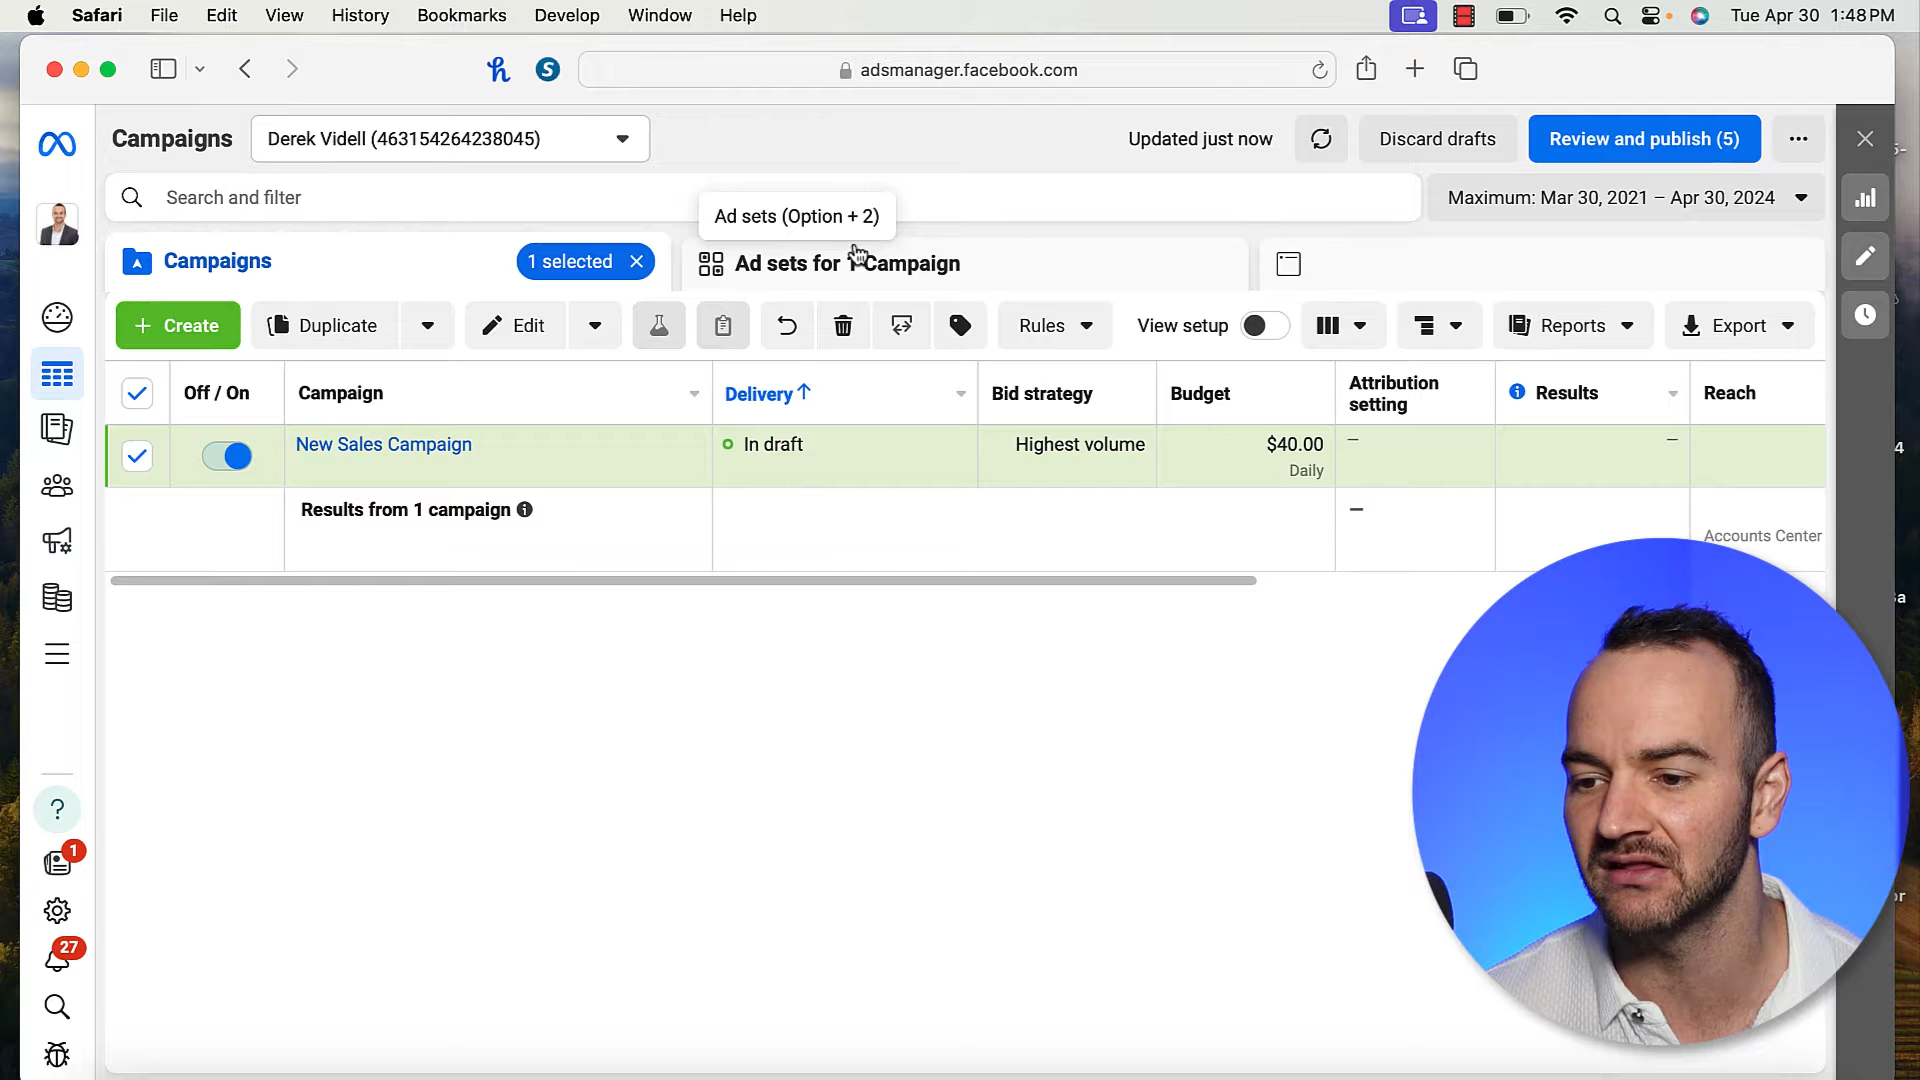 Safari File Edit View History Bookmarks Develop Window Help Tue Apr 30 1:48 PM
adsmanager.facebook.com
Campaigns Derek Videll (463154264238045) Updated just now Discard drafts Review and publish (5)
Search and filter Maximum: Mar 30, 2021 – Apr 30, 2024
Ad sets (Option + 2)
Campaigns 1 selected Ad sets for 1 Campaign
+ Create Duplicate Edit Rules View setup Reports Export
Off / On Campaign Delivery↑ Bid strategy Budget Attribution setting Results Reach
New Sales Campaign In draft Highest volume $40.00 — —
Daily
Results from 1 campaign —
Accounts Center
?
1
27